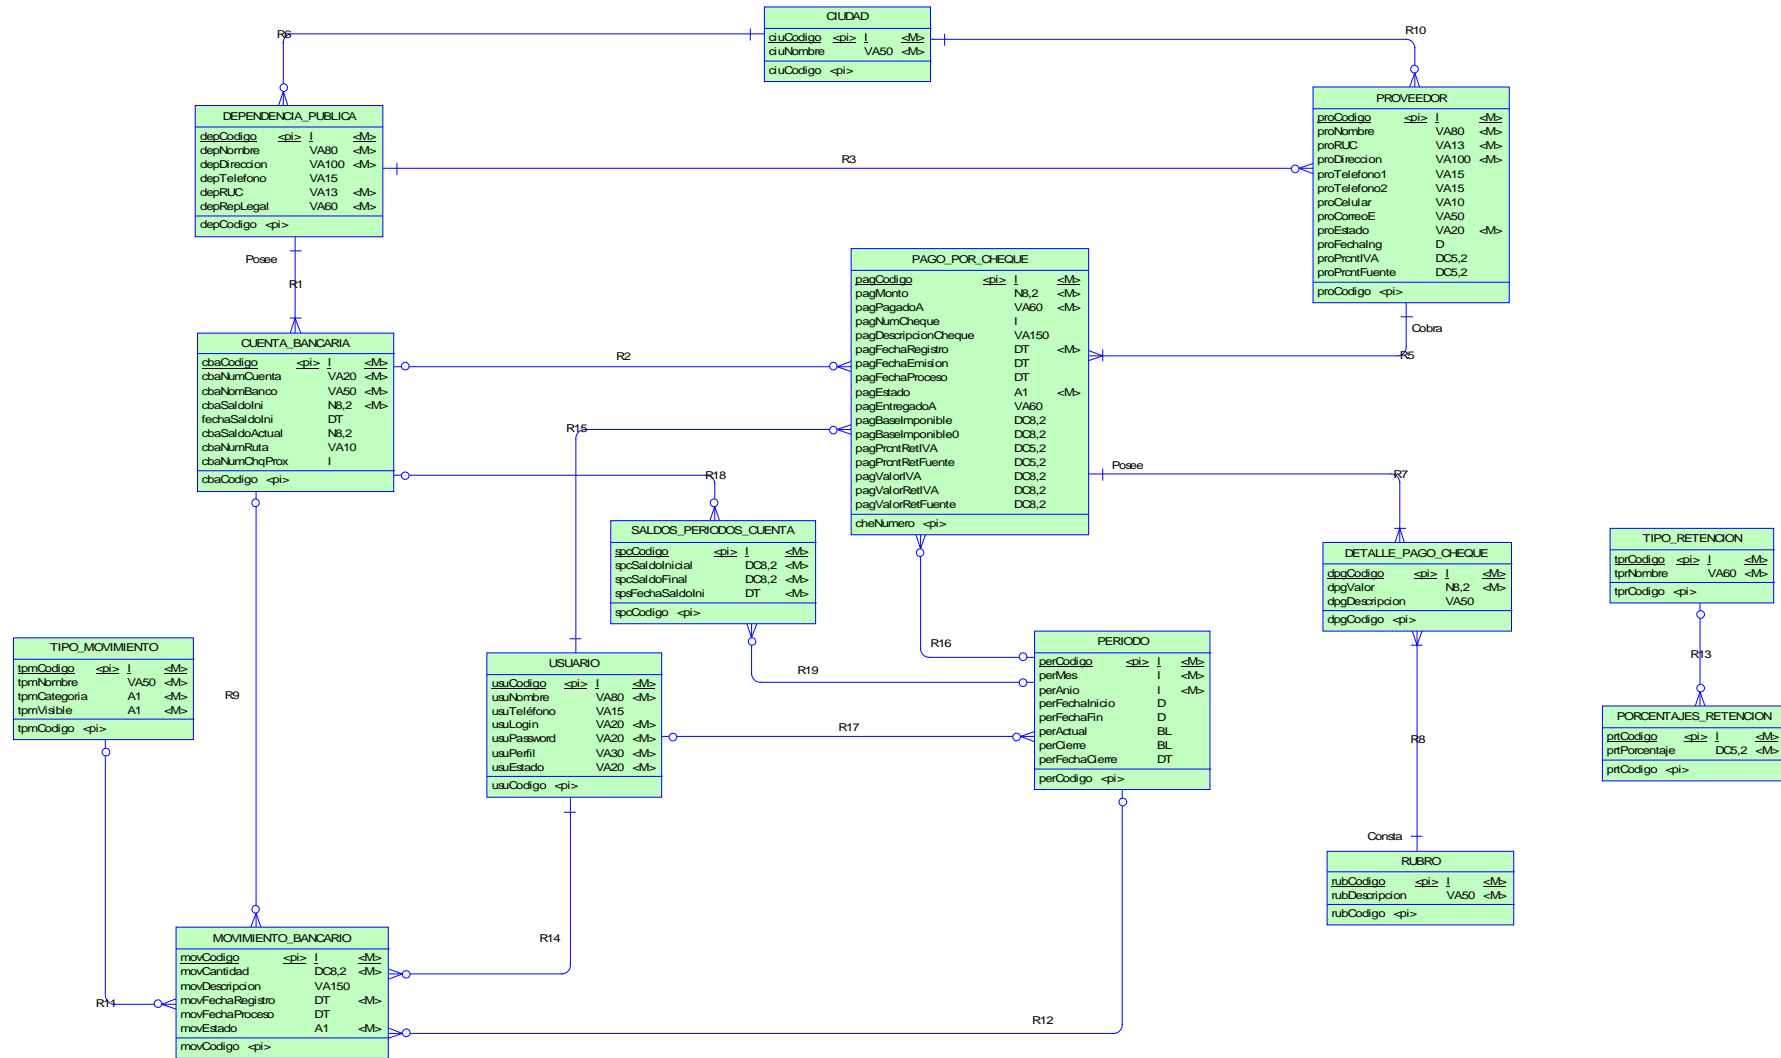 CIUDAD
ciuCodigo <pi> I <M>
ciuNombre VA50 <M>
ciuCodigo <pi>
R6
R10
DEPENDENCIA_PUBLICA
depCodigo <pi> I <M>
depNombre VA80 <M>
depDireccion VA100 <M>
depTelefono VA15
depRUC VA13 <M>
depRepLegal VA60 <M>
depCodigo <pi>
R3
PROVEEDOR
proCodigo <pi> I <M>
proNombre VA80 <M>
proRUC VA13 <M>
proDireccion VA100 <M>
proTelefono1 VA15
proTelefono2 VA15
proCelular VA10
proCorreoE VA50
proEstado VA20 <M>
proFechaIng D
proPrcntIVA DC5,2
proPrcntFuente DC5,2
proCodigo <pi>
Posee
R1
Cobra
R5
PAGO_POR_CHEQUE
pagCodigo <pi> I <M>
pagMonto N8,2 <M>
pagPagadoA VA60 <M>
pagNumCheque I
pagDescripcionCheque VA150
pagFechaRegistro DT <M>
pagFechaEmision DT
pagFechaProceso DT
pagEstado A1 <M>
pagEntregadoA VA60
pagBaseImponible DC8,2
pagBaseImponible0 DC8,2
pagPrcntRetIVA DC5,2
pagPrcntRetFuente DC5,2
pagValorIVA DC8,2
pagValorRetIVA DC8,2
pagValorRetFuente DC8,2
cheNumero <pi>
CUENTA_BANCARIA
cbaCodigo <pi> I <M>
cbaNumCuenta VA20 <M>
cbaNomBanco VA50 <M>
cbaSaldoIni N8,2 <M>
fechaSaldoIni DT
cbaSaldoActual N8,2
cbaNumRuta VA10
cbaNumChqProx I
cbaCodigo <pi>
R2
R15
R18
Posee
R7
SALDOS_PERIODOS_CUENTA
spcCodigo <pi> I <M>
spcSaldoInicial DC8,2 <M>
spcSaldoFinal DC8,2 <M>
spsFechaSaldoIni DT <M>
spcCodigo <pi>
DETALLE_PAGO_CHEQUE
dpgCodigo <pi> I <M>
dpgValor N8,2 <M>
dpgDescripcion VA50
dpgCodigo <pi>
TIPO_RETENCION
tprCodigo <pi> I <M>
tprNombre VA60 <M>
tprCodigo <pi>
R16
R19
R13
TIPO_MOVIMIENTO
tpmCodigo <pi> I <M>
tpmNombre VA50 <M>
tpmCategoria A1 <M>
tpmVisible A1 <M>
tpmCodigo <pi>
R9
USUARIO
usuCodigo <pi> I <M>
usuNombre VA80 <M>
usuTeléfono VA15
usuLogin VA20 <M>
usuPassword VA20 <M>
usuPerfil VA30 <M>
usuEstado VA20 <M>
usuCodigo <pi>
R17
PERIODO
perCodigo <pi> I <M>
perMes I <M>
perAnio I <M>
perFechaInicio D
perFechaFin D
perActual BL
perCierre BL
perFechaCierre DT
perCodigo <pi>
R8
PORCENTAJES_RETENCION
prtCodigo <pi> I <M>
prtPorcentaje DC5,2 <M>
prtCodigo <pi>
Consta
RUBRO
rubCodigo <pi> I <M>
rubDescripcion VA50 <M>
rubCodigo <pi>
R14
R11
R12
MOVIMIENTO_BANCARIO
movCodigo <pi> I <M>
movCantidad DC8,2 <M>
movDescripcion VA150
movFechaRegistro DT <M>
movFechaProceso DT
movEstado A1 <M>
movCodigo <pi>